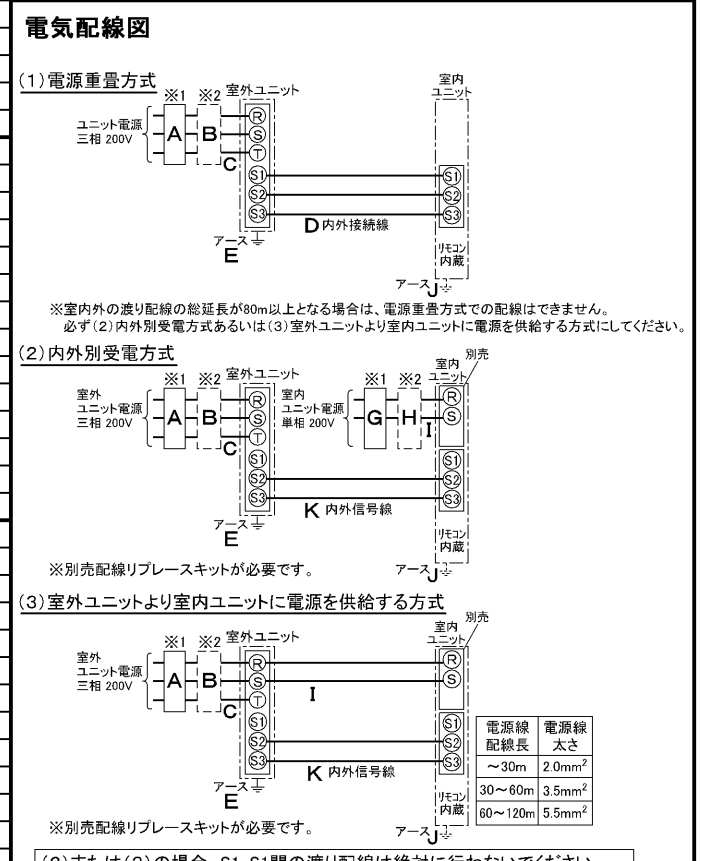 電気配線図
(1)電源重畳方式
※1 ※2 室外ユニット
室内
ユニット
ユニット電源
三相 200V
A B C
R
S
T
S1
S2
S3
S1
S2
S3
D 内外接続線
アース
E
リモコン
内蔵
アース J
※室内外の渡り配線の総延長が80m以上となる場合は、電源重畳方式での配線はできません。
必ず(2)内外別受電方式あるいは(3)室外ユニットより室内ユニットに電源を供給する方式にしてください。
(2)内外別受電方式
※1 ※2 室外ユニット
※1 ※2
室内
ユニット
別売
室外
ユニット電源
三相 200V
A B C
R
S
T
S1
S2
S3
室内
ユニット電源
単相 200V
G H I
R
S
S1
S2
S3
K 内外信号線
アース
E
リモコン
内蔵
アース J
※別売配線リプレースキットが必要です。
(3)室外ユニットより室内ユニットに電源を供給する方式
※1 ※2 室外ユニット
室内
ユニット
別売
室外
ユニット電源
三相 200V
A B C
R
S
T
S1
S2
S3
I
R
S
S1
S2
S3
K 内外信号線
アース
E
リモコン
内蔵
アース J
電源線
配線長
電源線
太さ
～30m 2.0mm²
30～60m 3.5mm²
60～120m 5.5mm²
※別売配線リプレースキットが必要です。
(2)または(3)の場合、S1-S1間の渡り配線は絶対に行わないでください